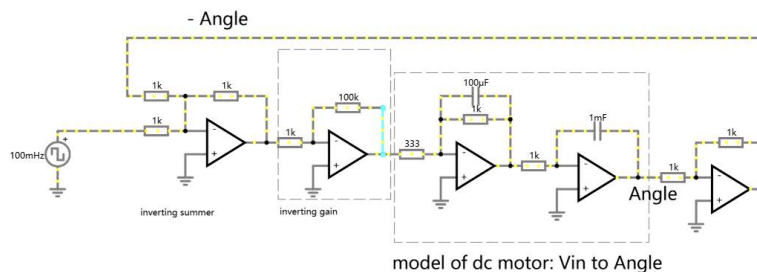 - Angle
1k
1k
100k
100μF
1k
1k
1mF
1k
1k
333
1k
1k
100mHz
Angle
inverting summer
inverting gain
model of dc motor: Vin to Angle